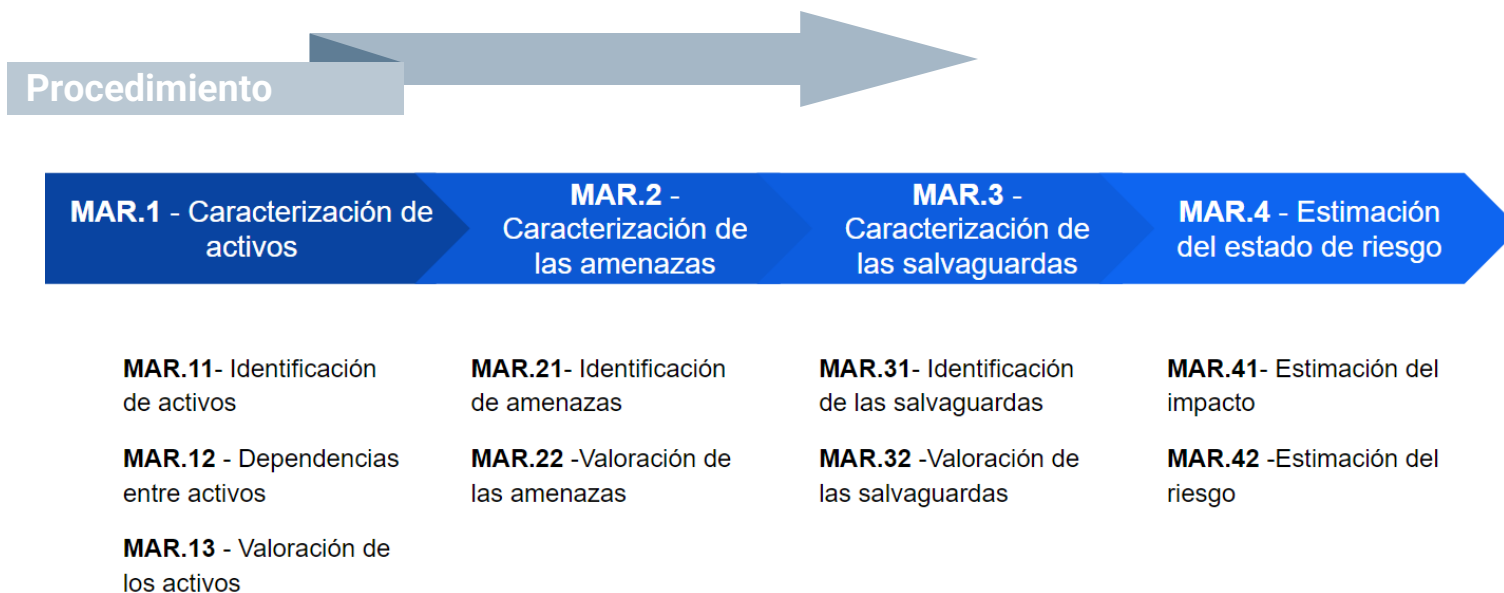 Procedimiento
MAR.1 - Caracterización de
activos
MAR.2 -
Caracterización de
las amenazas
MAR.3 -
Caracterización de
las salvaguardas
MAR.4 - Estimación
del estado de riesgo
MAR.11- Identificación
de activos
MAR.12 - Dependencias
entre activos
MAR.13 - Valoración de
los activos
MAR.21- Identificación
de amenazas
MAR.22 -Valoración de
las amenazas
MAR.31- Identificación
de las salvaguardas
MAR.32 -Valoración de
las salvaguardas
MAR.41- Estimación del
impacto
MAR.42 -Estimación del
riesgo